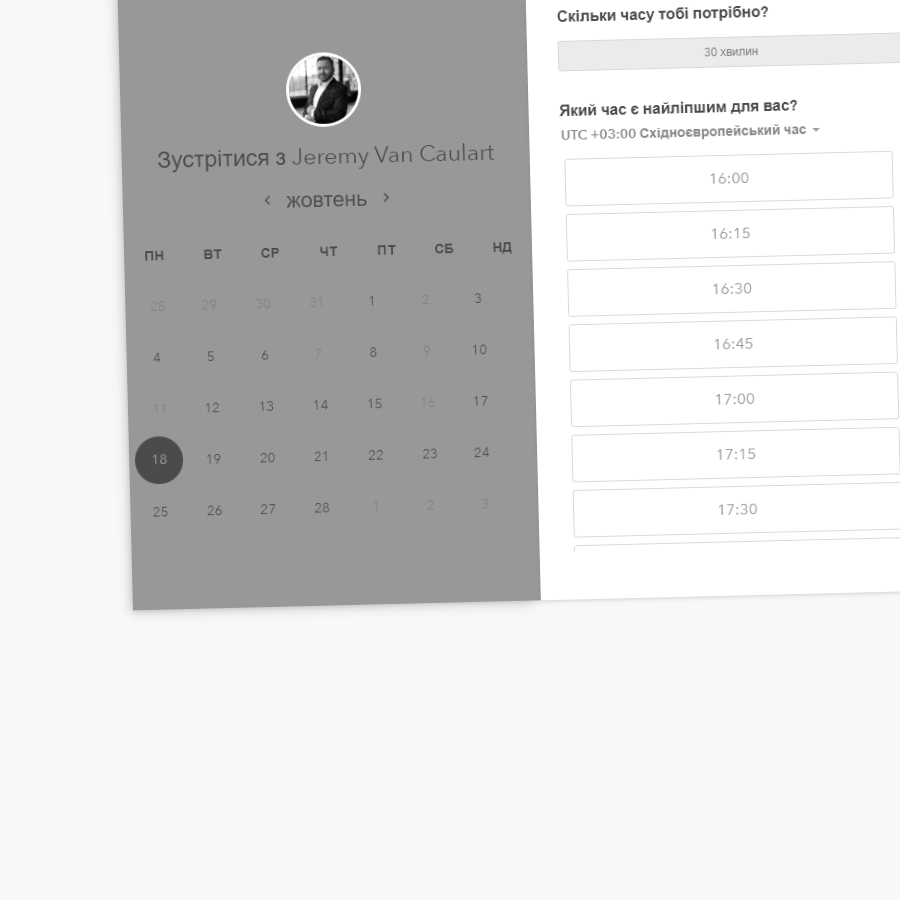 Зустрітися з Jeremy Van Caulart
‹ жовтень ›
ПН ВТ СР ЧТ ПТ СБ НД
28 29 30 31 1 2 3
4 5 6 7 8 9 10
11 12 13 14 15 16 17
18 19 20 21 22 23 24
25 26 27 28 1 2 3
Скільки часу тобі потрібно?
30 хвилин
Який час є найліпшим для вас?
UTC +03:00 Східноєвропейський час
16:00
16:15
16:30
16:45
17:00
17:15
17:30